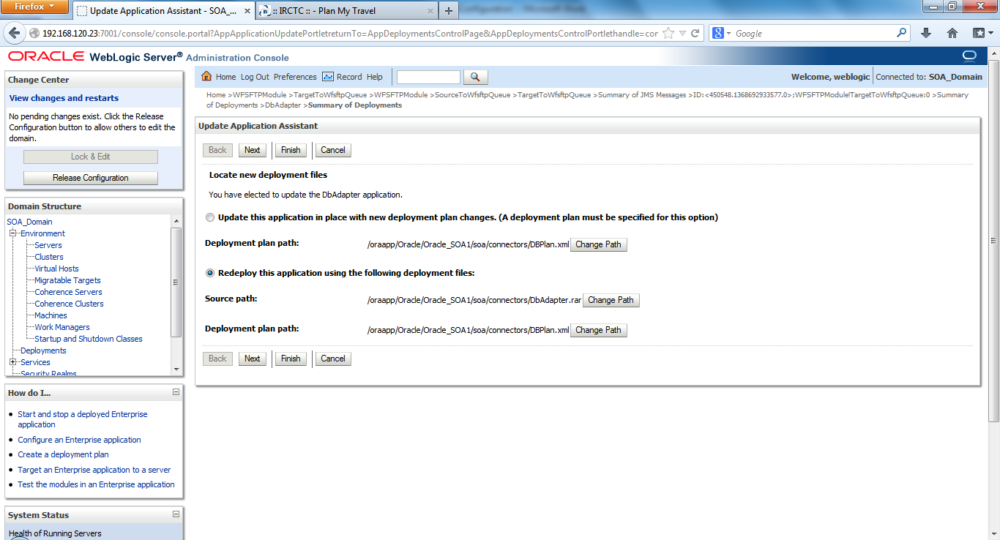 Firefox
Update Application Assistant - SOA_...
:: IRCTC :: - Plan My Travel
192.168.120.23:7001/console/console.portal?AppApplicationUpdatePortletreturnTo=AppDeploymentsControlPage&AppDeploymentsControlPortlethandle=cor
Google
ORACLE WebLogic Server® Administration Console
Change Center
View changes and restarts
No pending changes exist. Click the Release
Configuration button to allow others to edit the
domain.
Lock & Edit
Release Configuration
Domain Structure
SOA_Domain
Environment
Servers
Clusters
Virtual Hosts
Migratable Targets
Coherence Servers
Coherence Clusters
Machines
Work Managers
Startup and Shutdown Classes
Deployments
Services
Security Realms
How do I...
Start and stop a deployed Enterprise
application
Configure an Enterprise application
Create a deployment plan
Target an Enterprise application to a server
Test the modules in an Enterprise application
System Status
Health of Running Servers
Home Log Out Preferences Record Help
Welcome, weblogic Connected to: SOA_Domain
Home >WFSFTPModule >TargetToWfsftpQueue >WFSFTPModule >SourceToWfsftpQueue >TargetToWfsftpQueue >Summary of JMS Messages >ID:<450548.1368692933577.0>;WFSFTPModule!TargetToWfsftpQueue:0 >Summary
of Deployments >DbAdapter >Summary of Deployments
Update Application Assistant
Back Next Finish Cancel
Locate new deployment files
You have elected to update the DbAdapter application.
Update this application in place with new deployment plan changes. (A deployment plan must be specified for this option)
Deployment plan path: /oraapp/Oracle/Oracle_SOA1/soa/connectors/DBPlan.xml Change Path
Redeploy this application using the following deployment files:
Source path: /oraapp/Oracle/Oracle_SOA1/soa/connectors/DbAdapter.rar Change Path
Deployment plan path: /oraapp/Oracle/Oracle_SOA1/soa/connectors/DBPlan.xml Change Path
Back Next Finish Cancel